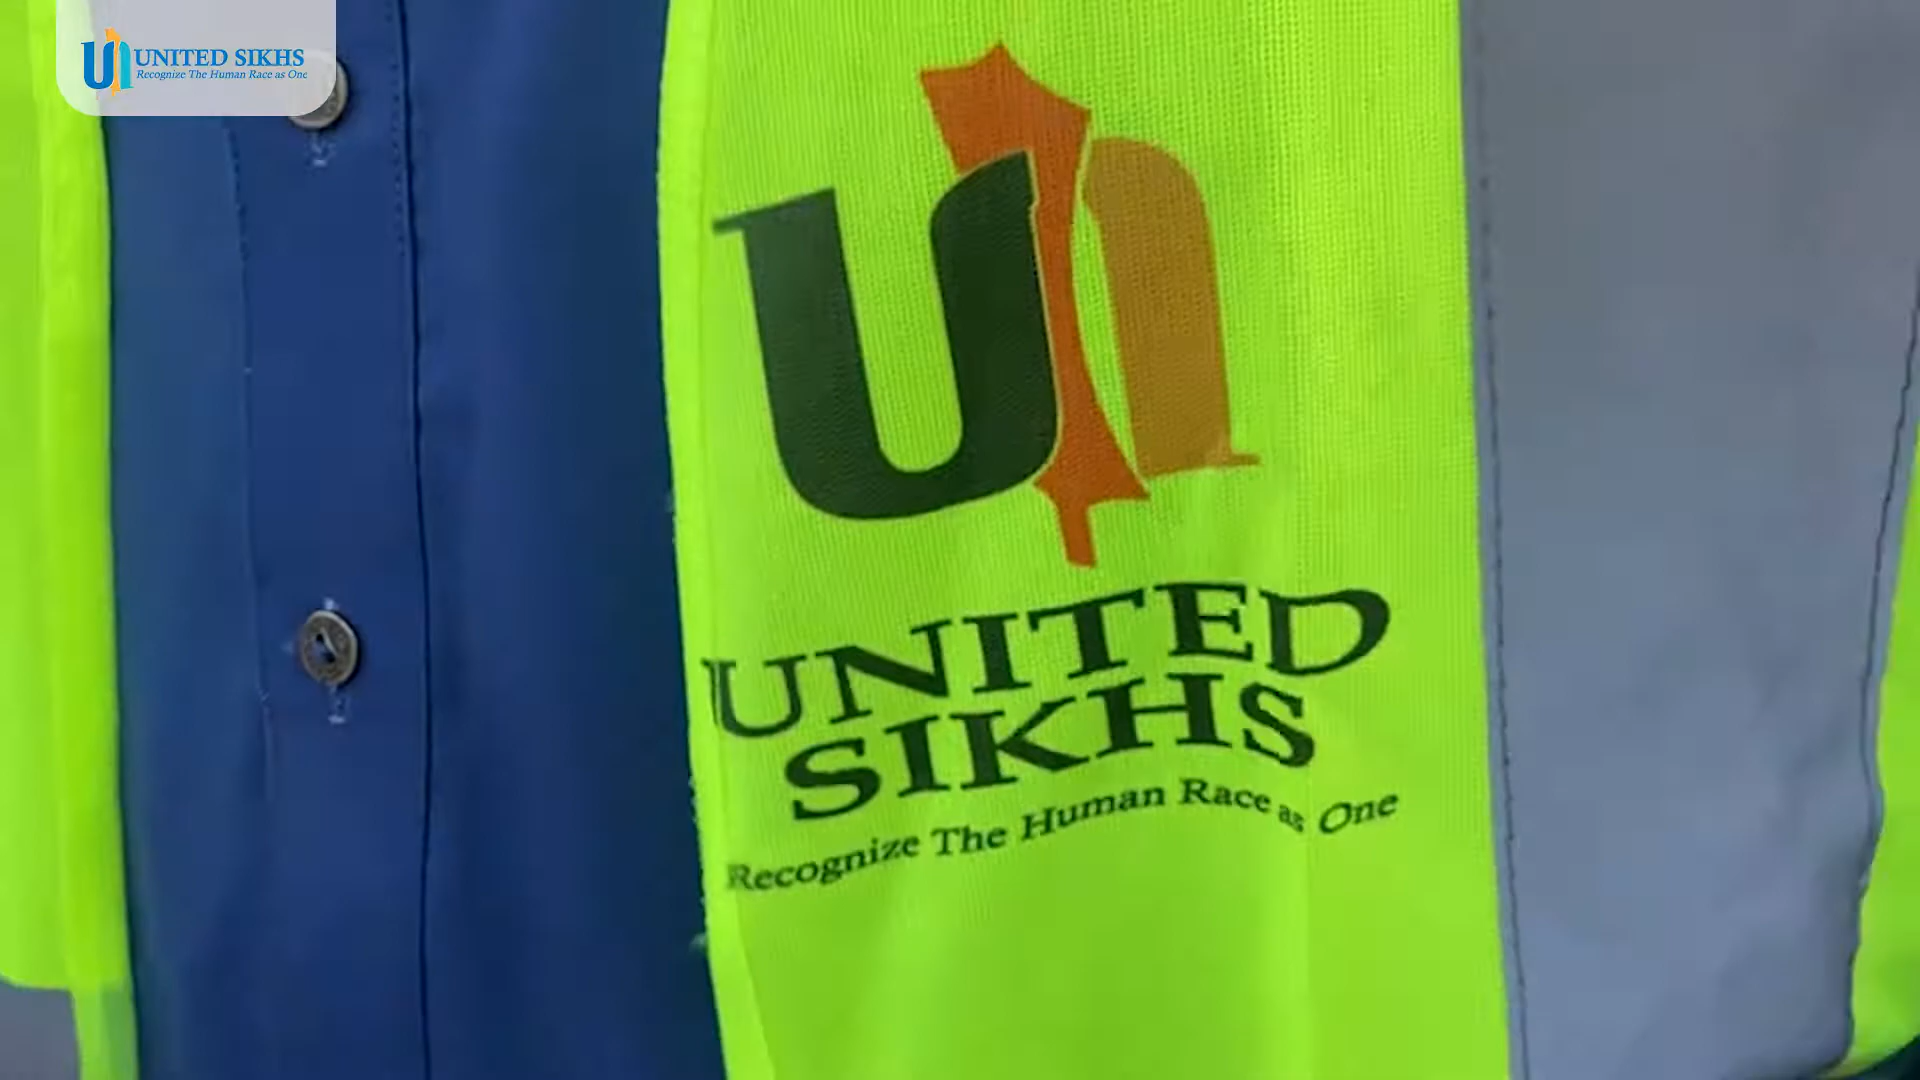 UNITED SIKHS
Recognize The Human Race as One
UNITED
SIKHS
Recognize The Human Race as One